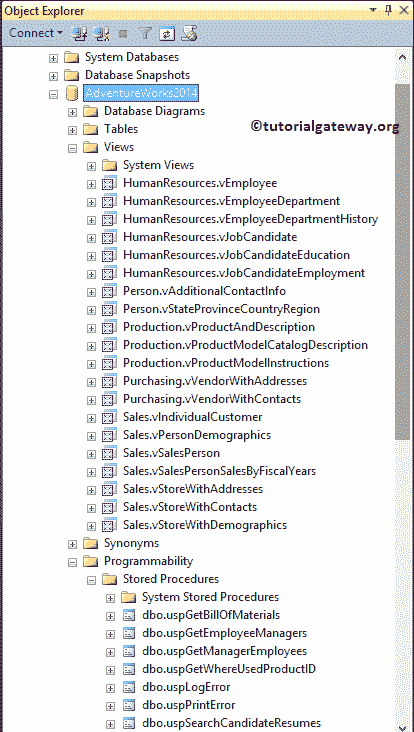 Object Explorer
Connect
System Databases
Database Snapshots
AdventureWorks2014
Database Diagrams
©tutorialgateway.org
Tables
Views
System Views
HumanResources.vEmployee
HumanResources.vEmployeeDepartment
HumanResources.vEmployeeDepartmentHistory
HumanResources.vJobCandidate
HumanResources.vJobCandidateEducation
HumanResources.vJobCandidateEmployment
Person.vAdditionalContactInfo
Person.vStateProvinceCountryRegion
Production.vProductAndDescription
Production.vProductModelCatalogDescription
Production.vProductModelInstructions
Purchasing.vVendorWithAddresses
Purchasing.vVendorWithContacts
Sales.vIndividualCustomer
Sales.vPersonDemographics
Sales.vSalesPerson
Sales.vSalesPersonSalesByFiscalYears
Sales.vStoreWithAddresses
Sales.vStoreWithContacts
Sales.vStoreWithDemographics
Synonyms
Programmability
Stored Procedures
System Stored Procedures
dbo.uspGetBillOfMaterials
dbo.uspGetEmployeeManagers
dbo.uspGetManagerEmployees
dbo.uspGetWhereUsedProductID
dbo.uspLogError
dbo.uspPrintError
dbo.uspSearchCandidateResumes